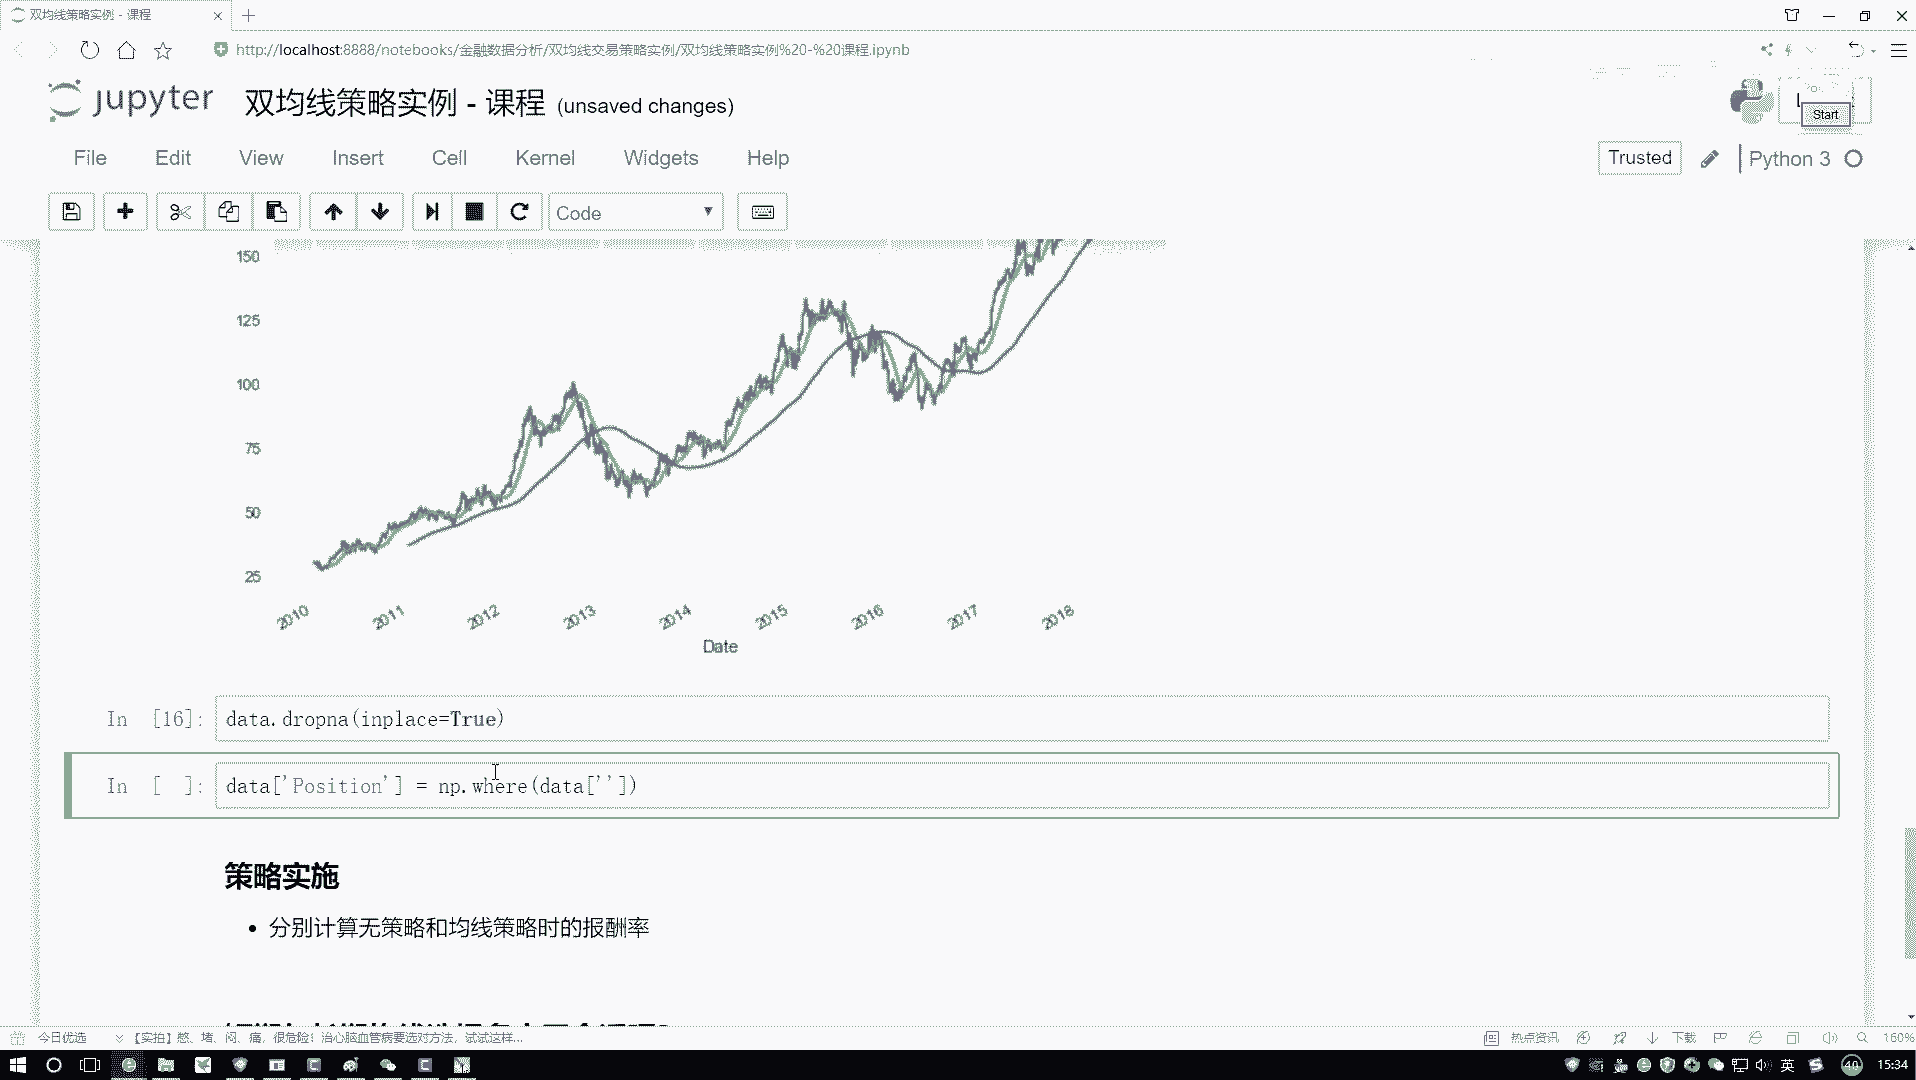 双均线策略实例 - 课程
http://localhost:8888/notebooks/金融数据分析/双均线交易策略实例/双均线策略实例%20-%20课程.ipynb
jupyter 双均线策略实例 - 课程 (unsaved changes)
Start
File Edit View Insert Cell Kernel Widgets Help
Trusted Python 3
Code
150
125
100
75
50
25
2010 2011 2012 2013 2014 2015 2016 2017 2018
Date
In [16]: data.dropna(inplace=True)
In [ ]: data['Position'] = np.where(data[''])
策略实施
分别计算无策略和均线策略时的报酬率
今日优选 【实拍】憋、堵、闷、痛，很危险！治心脑血管病要选对方法，试试这样...
热点资讯 下载 160%
英 40 15:34